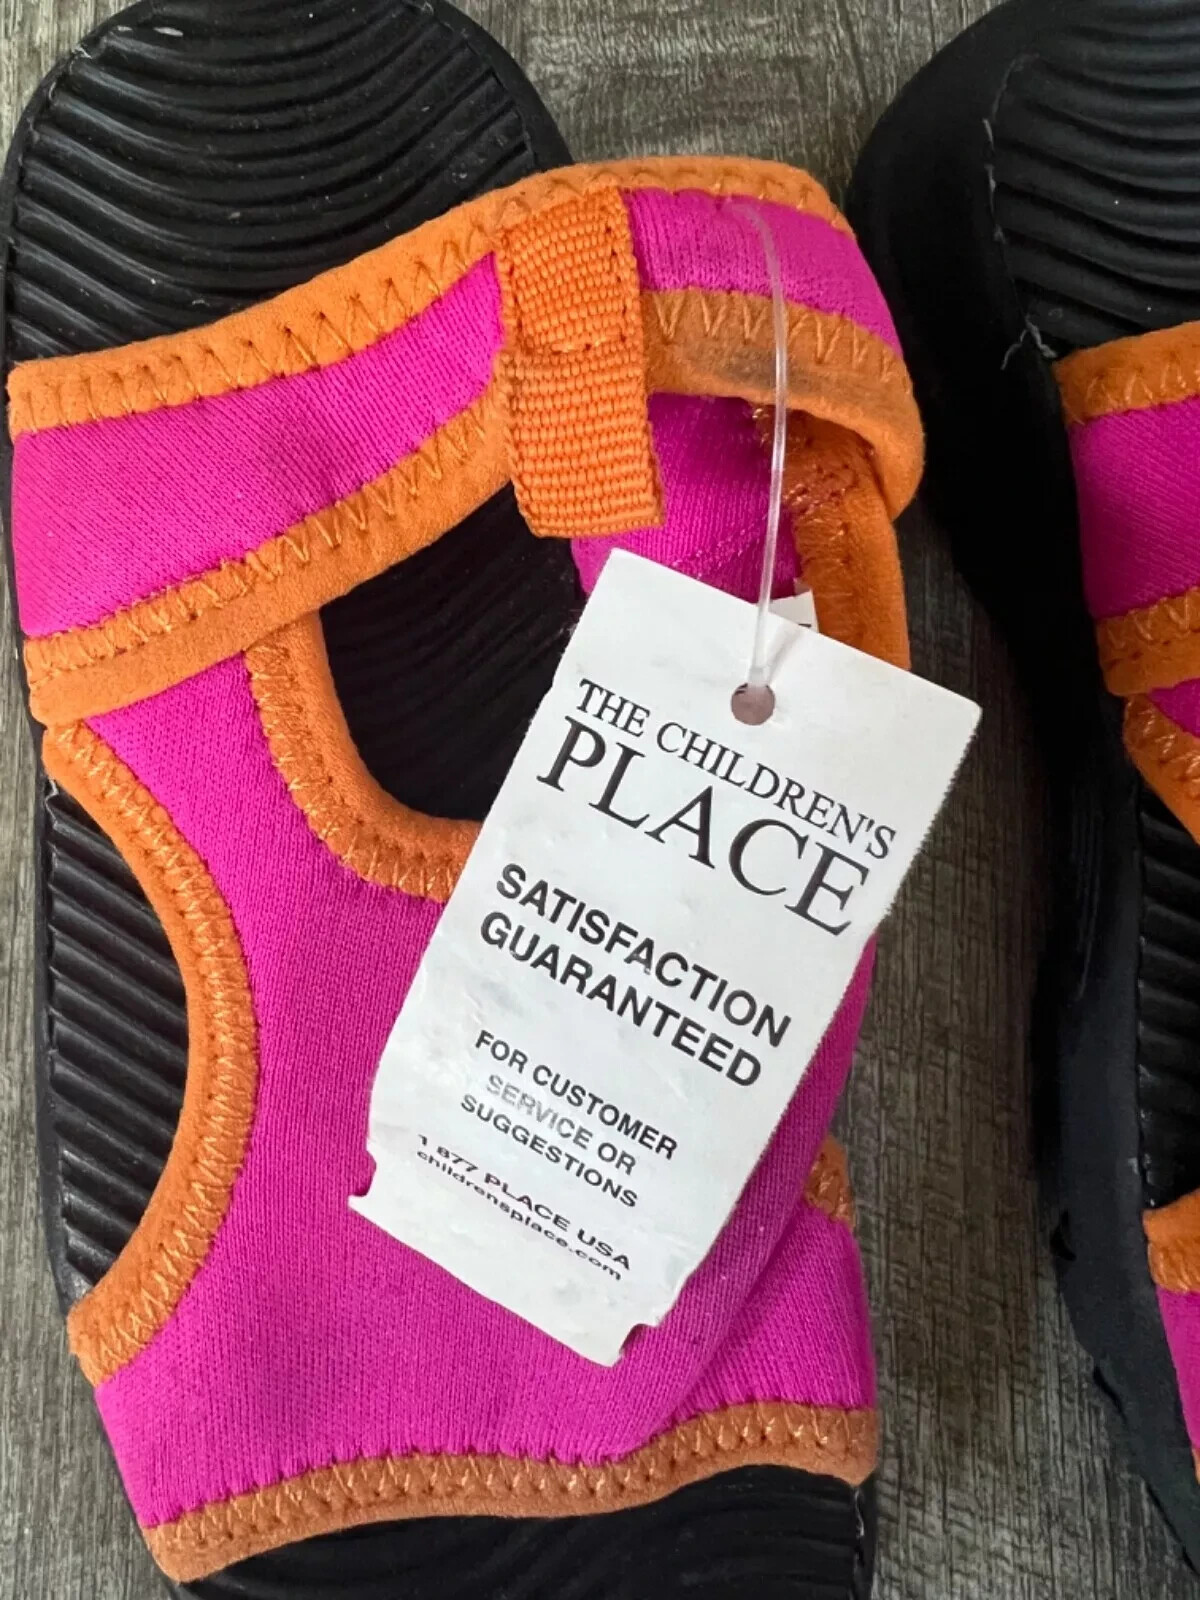 THE CHILDREN'S
PLACE
SATISFACTION
GUARANTEED
FOR CUSTOMER
SERVICE OR
SUGGESTIONS
1 877 PLACE USA
childrensplace.com